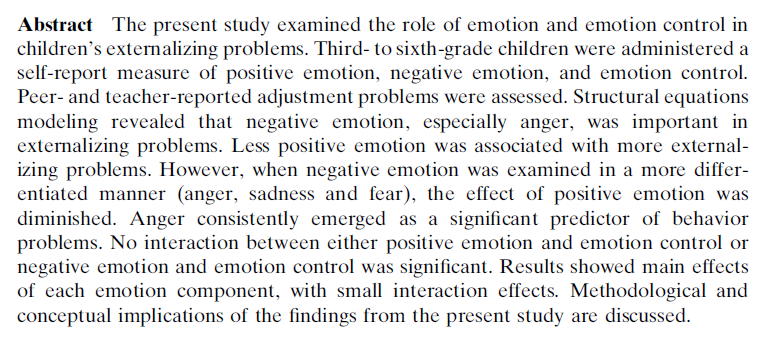 Abstract The present study examined the role of emotion and emotion control in
children's externalizing problems. Third- to sixth-grade children were administered a
self-report measure of positive emotion, negative emotion, and emotion control.
Peer- and teacher-reported adjustment problems were assessed. Structural equations
modeling revealed that negative emotion, especially anger, was important in
externalizing problems. Less positive emotion was associated with more external-
izing problems. However, when negative emotion was examined in a more differ-
entiated manner (anger, sadness and fear), the effect of positive emotion was
diminished. Anger consistently emerged as a significant predictor of behavior
problems. No interaction between either positive emotion and emotion control or
negative emotion and emotion control was significant. Results showed main effects
of each emotion component, with small interaction effects. Methodological and
conceptual implications of the findings from the present study are discussed.